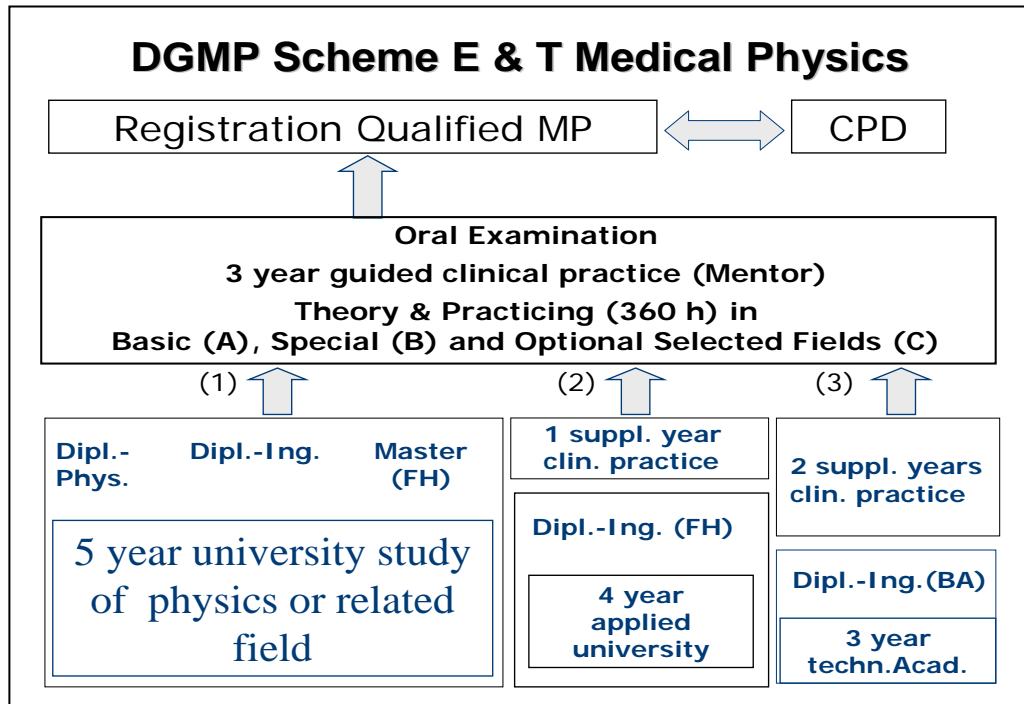 DGMP Scheme E & T Medical Physics
Registration Qualified MP
CPD
Oral Examination
3 year guided clinical practice (Mentor)
Theory & Practicing (360 h) in
Basic (A), Special (B) and Optional Selected Fields (C)
(1)
(2)
(3)
Dipl.-
Phys.
Dipl.-Ing.
Master
(FH)
5 year university study
of physics or related
field
1 suppl. year
clin. practice
Dipl.-Ing. (FH)
4 year
applied
university
2 suppl. years
clin. practice
Dipl.-Ing.(BA)
3 year
techn.Acad.